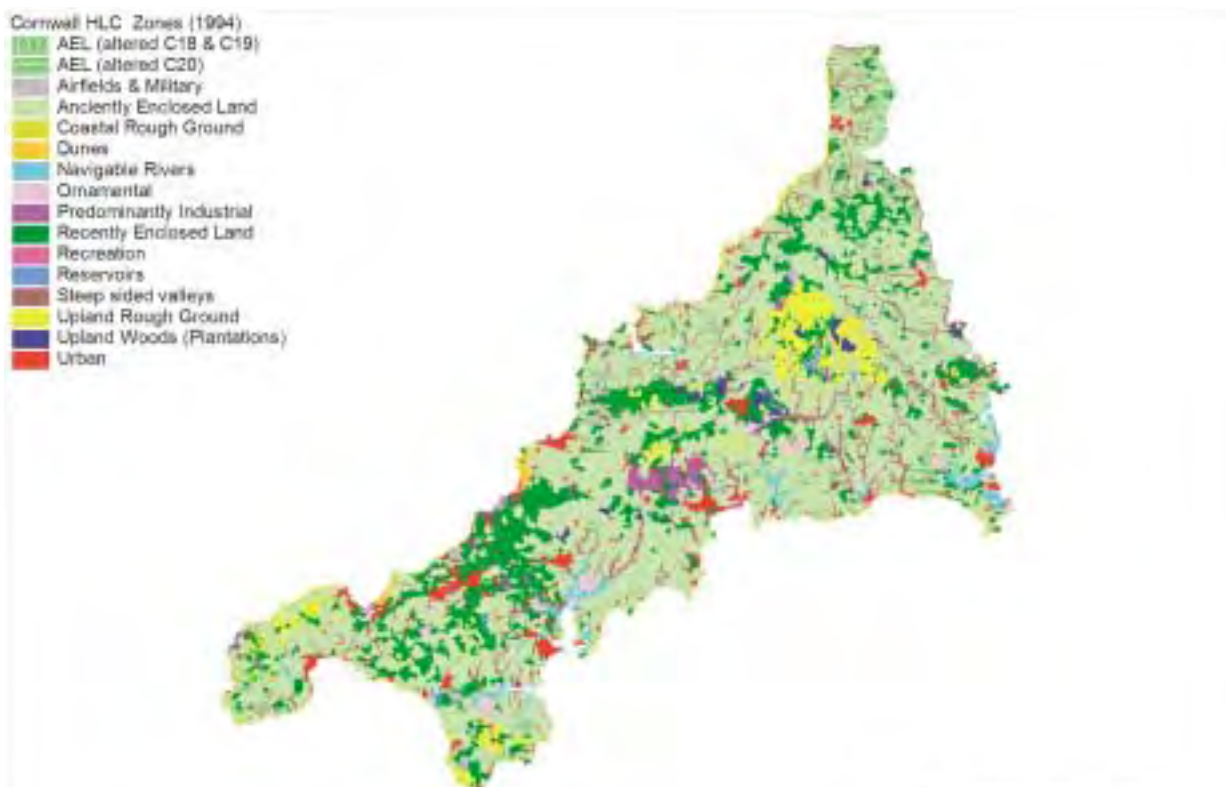 Cornwall HLC Zones (1994)
AEL (altered C18 & C19)
AEL (altered C20)
Airfields & Military
Anciently Enclosed Land
Coastal Rough Ground
Dunes
Navigable Rivers
Ornamental
Predominantly Industrial
Recently Enclosed Land
Recreation
Reservoirs
Steep sided valleys
Upland Rough Ground
Upland Woods (Plantations)
Urban